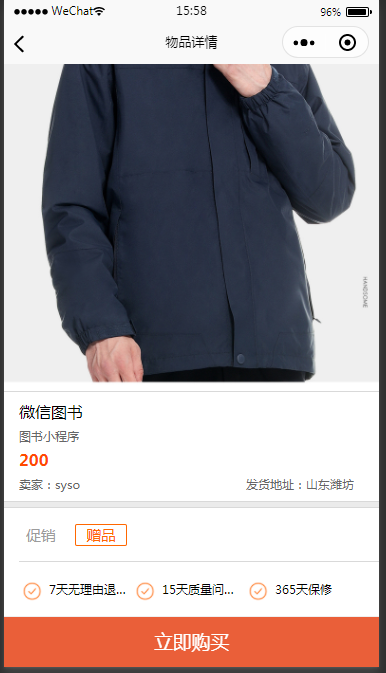 ●●●●● WeChat 15:58 96%
物品详情
HANDSOME
微信图书
图书小程序
200
卖家：syso 发货地址：山东潍坊
促销 赠品
7天无理由退... 15天质量问... 365天保修
立即购买